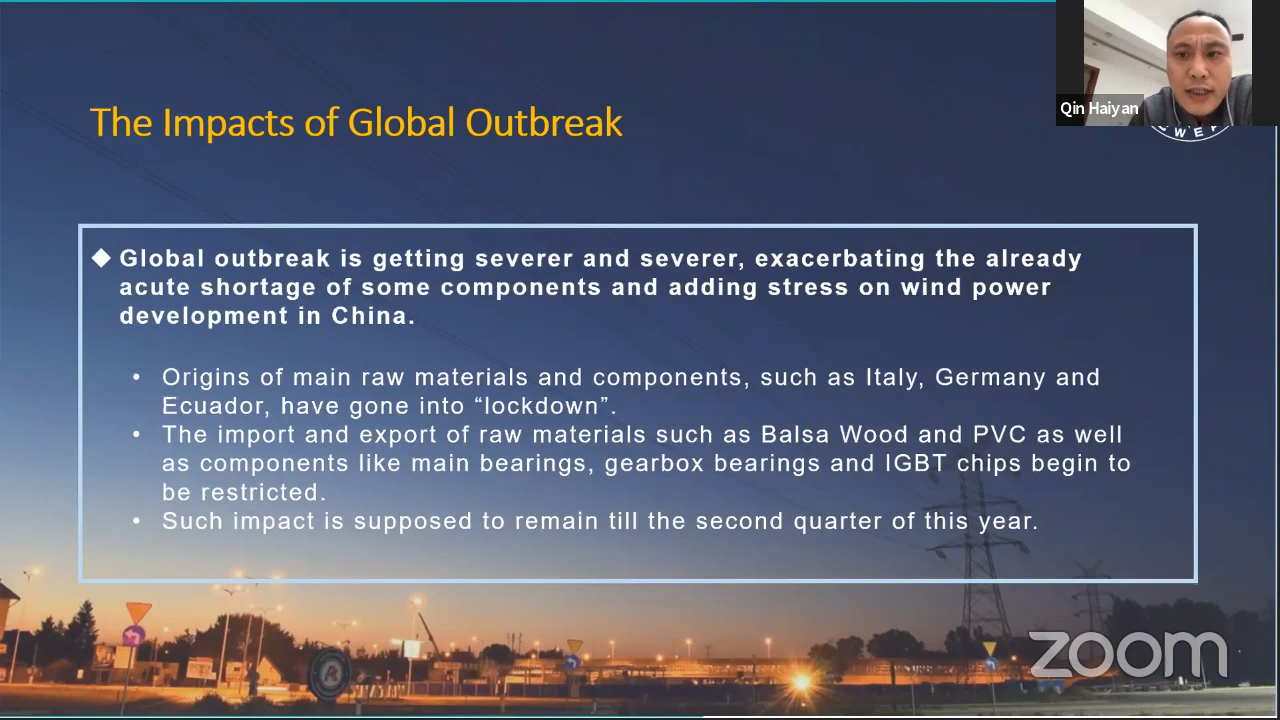 Qin Haiyan
W E
The Impacts of Global Outbreak
◆ Global outbreak is getting severer and severer, exacerbating the already
acute shortage of some components and adding stress on wind power
development in China.
• Origins of main raw materials and components, such as Italy, Germany and
Ecuador, have gone into “lockdown”.
• The import and export of raw materials such as Balsa Wood and PVC as well
as components like main bearings, gearbox bearings and IGBT chips begin to
be restricted.
• Such impact is supposed to remain till the second quarter of this year.
zoom